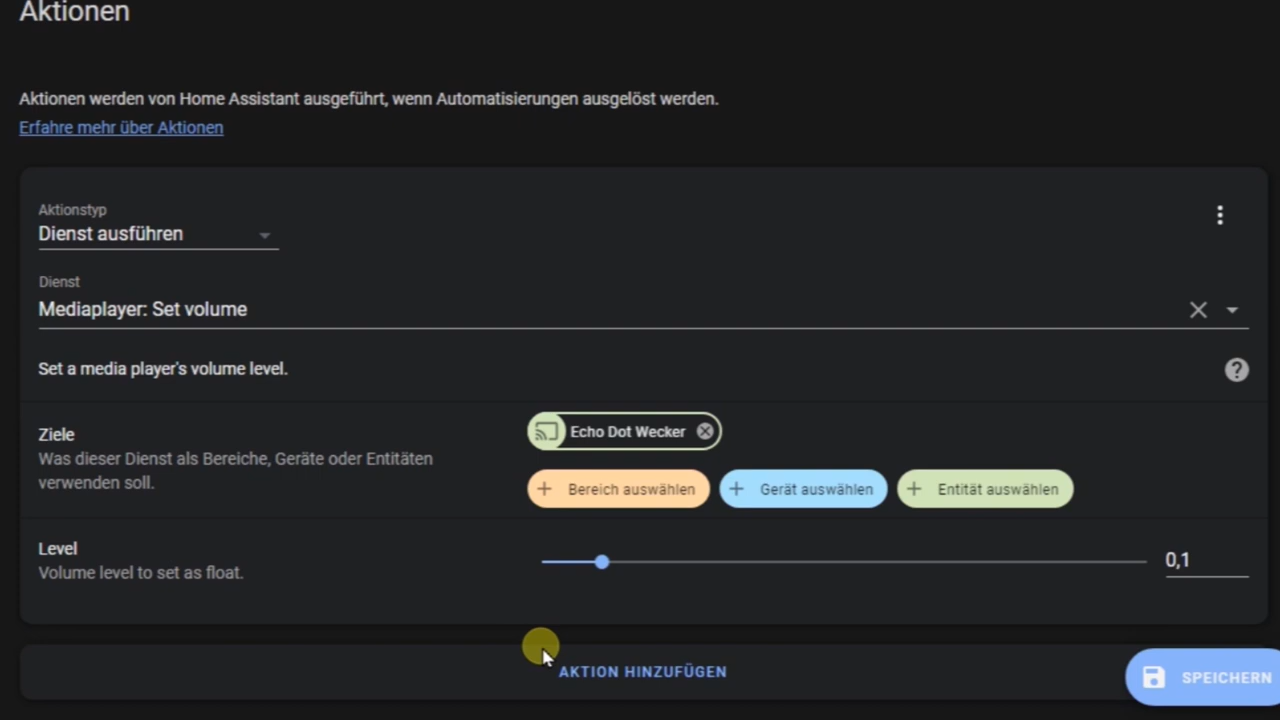 Aktionen
Aktionen werden von Home Assistant ausgeführt, wenn Automatisierungen ausgelöst werden.
Erfahre mehr über Aktionen
Aktionstyp
Dienst ausführen
Dienst
Mediaplayer: Set volume
Set a media player's volume level.
Ziele
Was dieser Dienst als Bereiche, Geräte oder Entitäten
verwenden soll.
Echo Dot Wecker
Bereich auswählen
Gerät auswählen
Entität auswählen
Level
Volume level to set as float.
0,1
AKTION HINZUFÜGEN
SPEICHERN